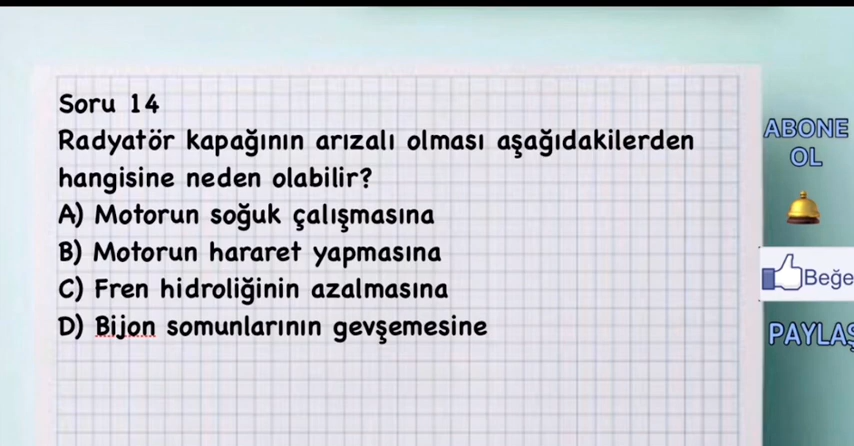 Soru 14
Radyatör kapağının arızalı olması aşağıdakilerden
hangisine neden olabilir?
A) Motorun soğuk çalışmasına
B) Motorun hararet yapmasına
C) Fren hidroliğinin azalmasına
D) Bijon somunlarının gevşemesine
ABONE
OL
Beğe
PAYLAŞ